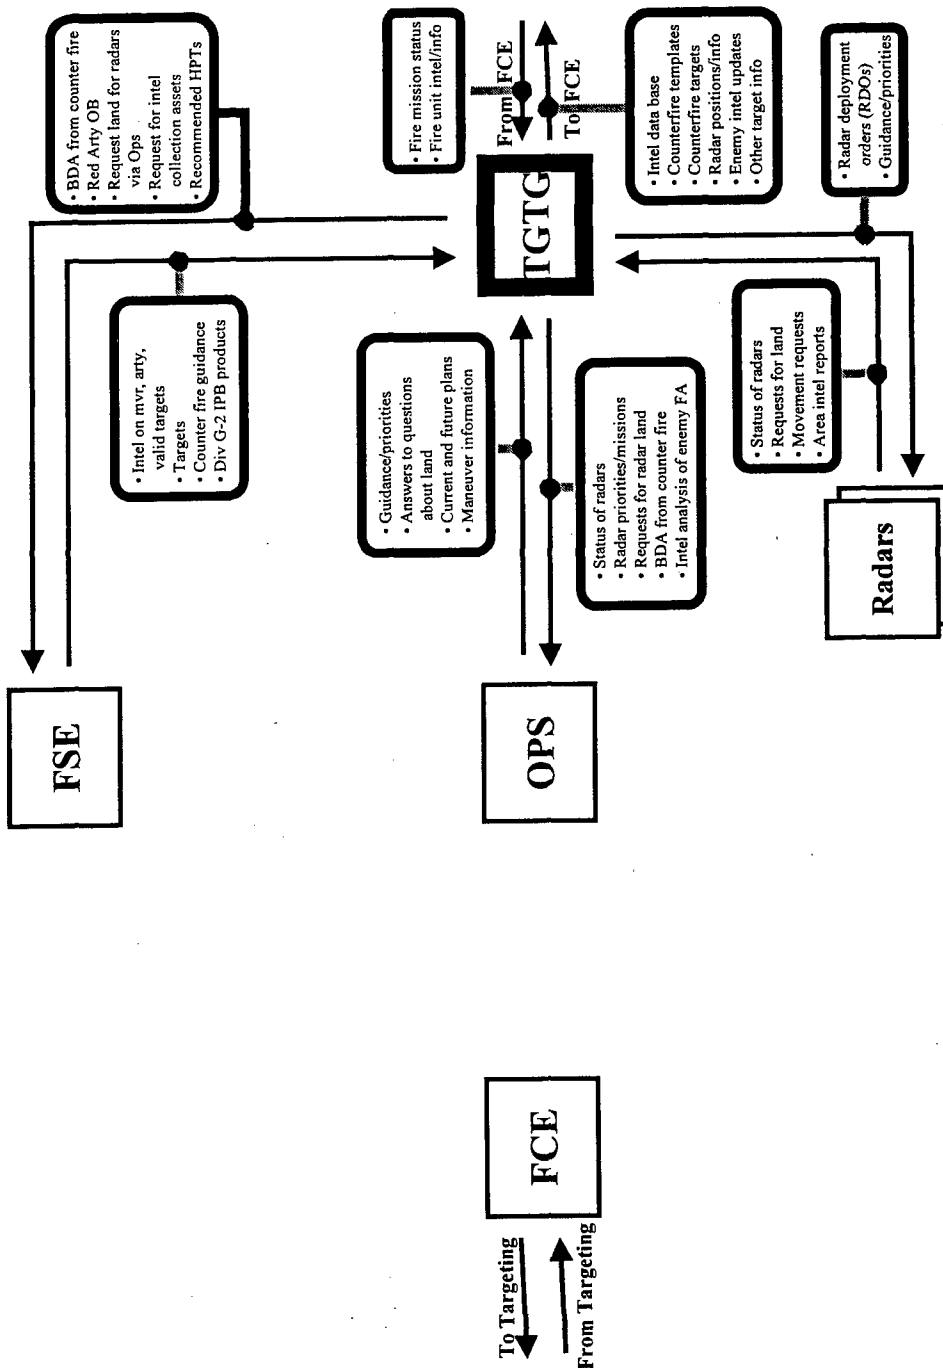 FSE
• Intel on mvr, arty,
valid targets
• Targets
• Counter fire guidance
• Div G-2 IPB products
• BDA from counter fire
• Red Arty OB
• Request land for radars
via Ops
• Request for intel
collection assets
• Recommended HPTs
To Targeting
From Targeting
FCE
OPS
• Guidance/priorities
• Answers to questions
about land
• Current and future plans
• Maneuver information
• Status of radars
• Radar priorities/missions
• Requests for radar land
• BDA from counter fire
• Intel analysis of enemy FA
TGTG
• Fire mission status
• Fire unit intel/info
From FCE
To FCE
• Intel data base
• Counterfire templates
• Counterfire targets
• Radar positions/info
• Enemy intel updates
• Other target info
Radars
• Status of radars
• Requests for land
• Movement requests
• Area intel reports
• Radar deployment
orders (RDOs)
• Guidance/priorities